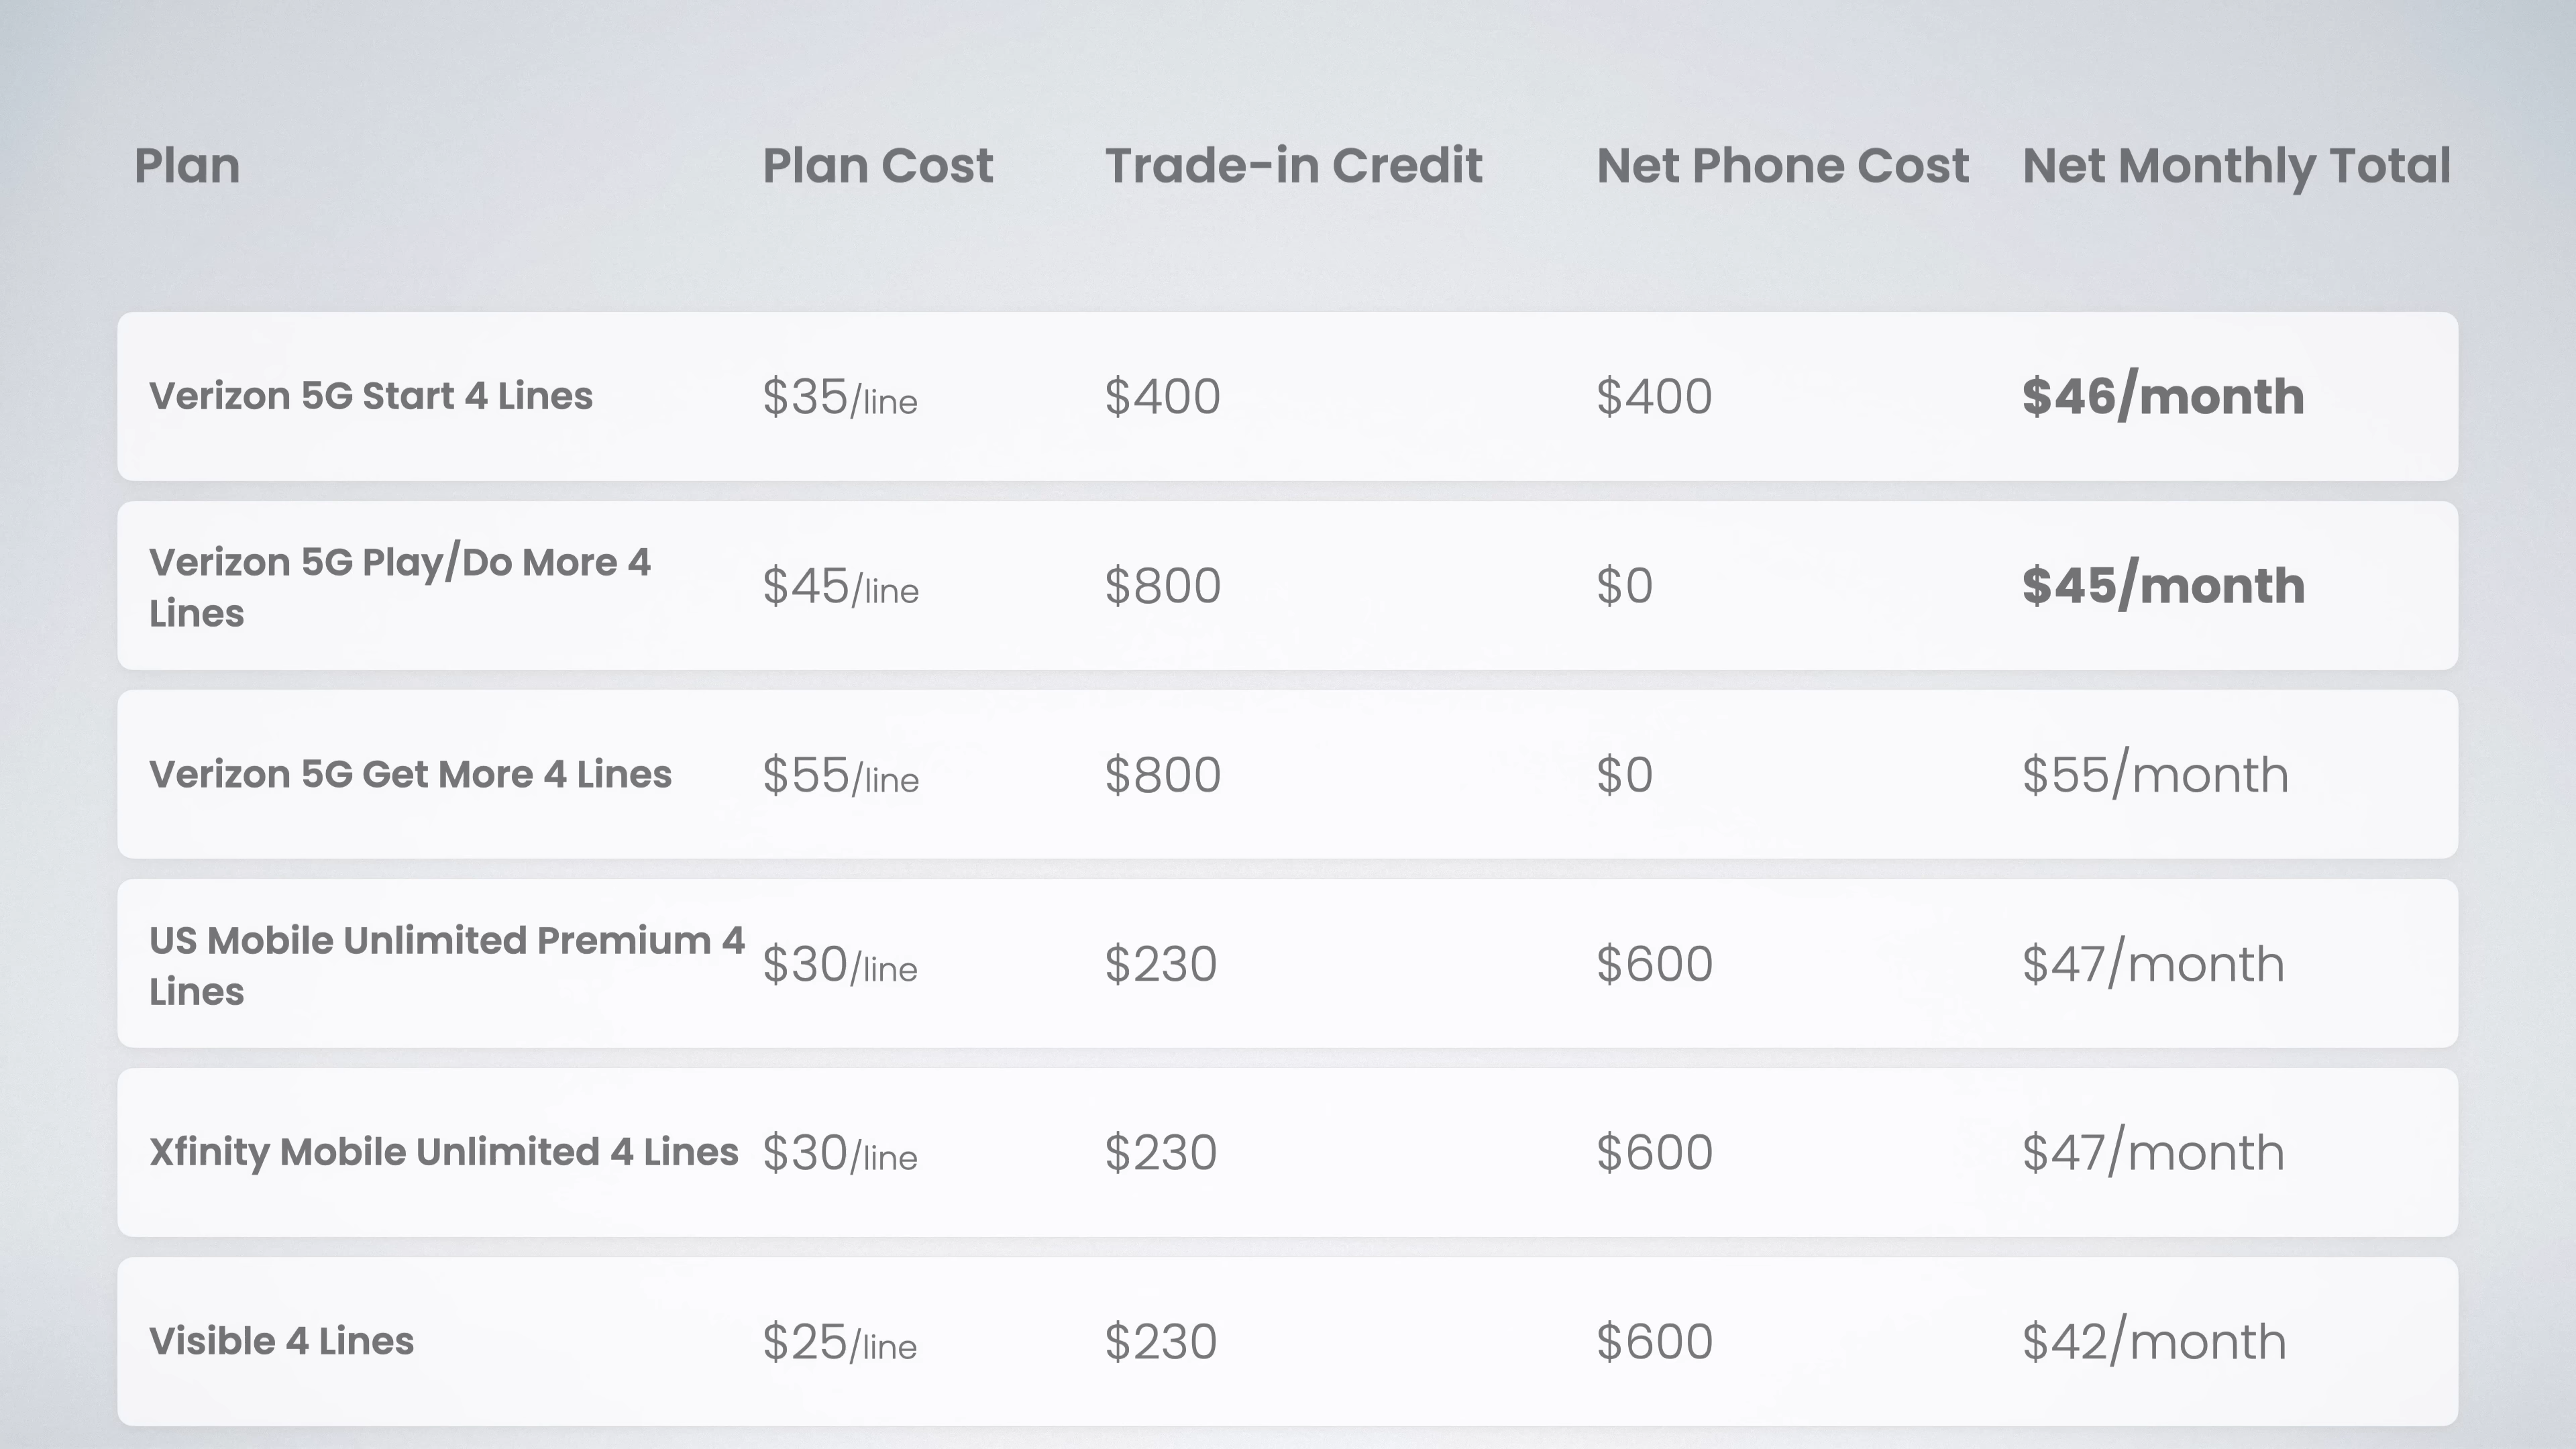 Plan Plan Cost Trade-in Credit Net Phone Cost Net Monthly Total
Verizon 5G Start 4 Lines $35/line $400 $400 $46/month
Verizon 5G Play/Do More 4
Lines $45/line $800 $0 $45/month
Verizon 5G Get More 4 Lines $55/line $800 $0 $55/month
US Mobile Unlimited Premium 4
Lines $30/line $230 $600 $47/month
Xfinity Mobile Unlimited 4 Lines $30/line $230 $600 $47/month
Visible 4 Lines $25/line $230 $600 $42/month